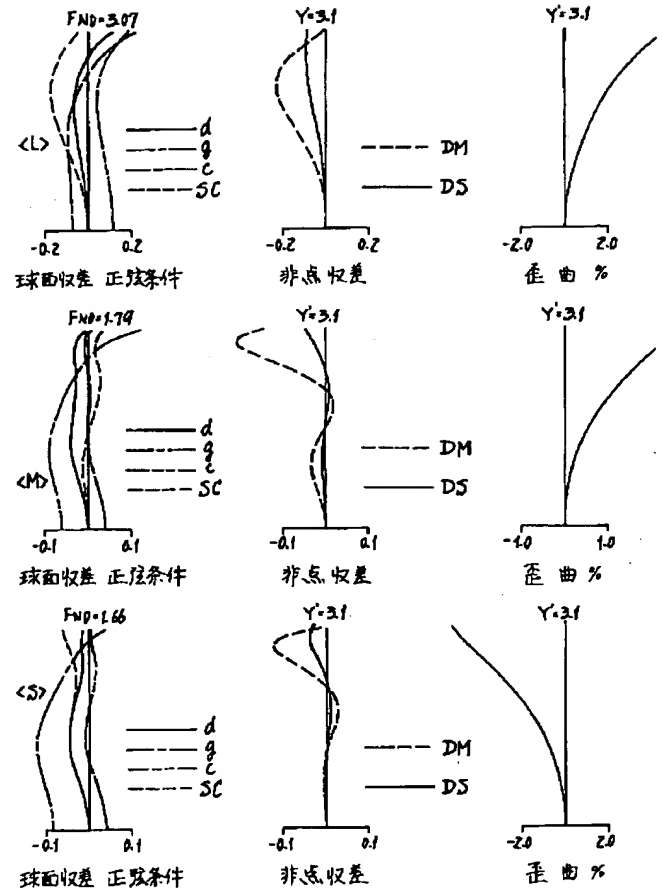 FNO=3.07 Y=3.1 Y'=3.1
<L>
d
g
c
SC
DM
DS
-0.2 0.2 -0.2 0.2 -2.0 2.0
球面収差 正弦条件 非点収差 歪曲%
FNO=1.79 Y'=3.1 Y'=3.1
<M>
d
g
c
SC
DM
DS
-0.1 0.1 -0.1 0.1 -1.0 1.0
球面収差 正弦条件 非点収差 歪曲%
FNO=1.66 Y'=3.1 Y'=3.1
<S>
d
g
c
SC
DM
DS
-0.1 0.1 -0.1 0.1 -2.0 2.0
球面収差 正弦条件 非点収差 歪曲%